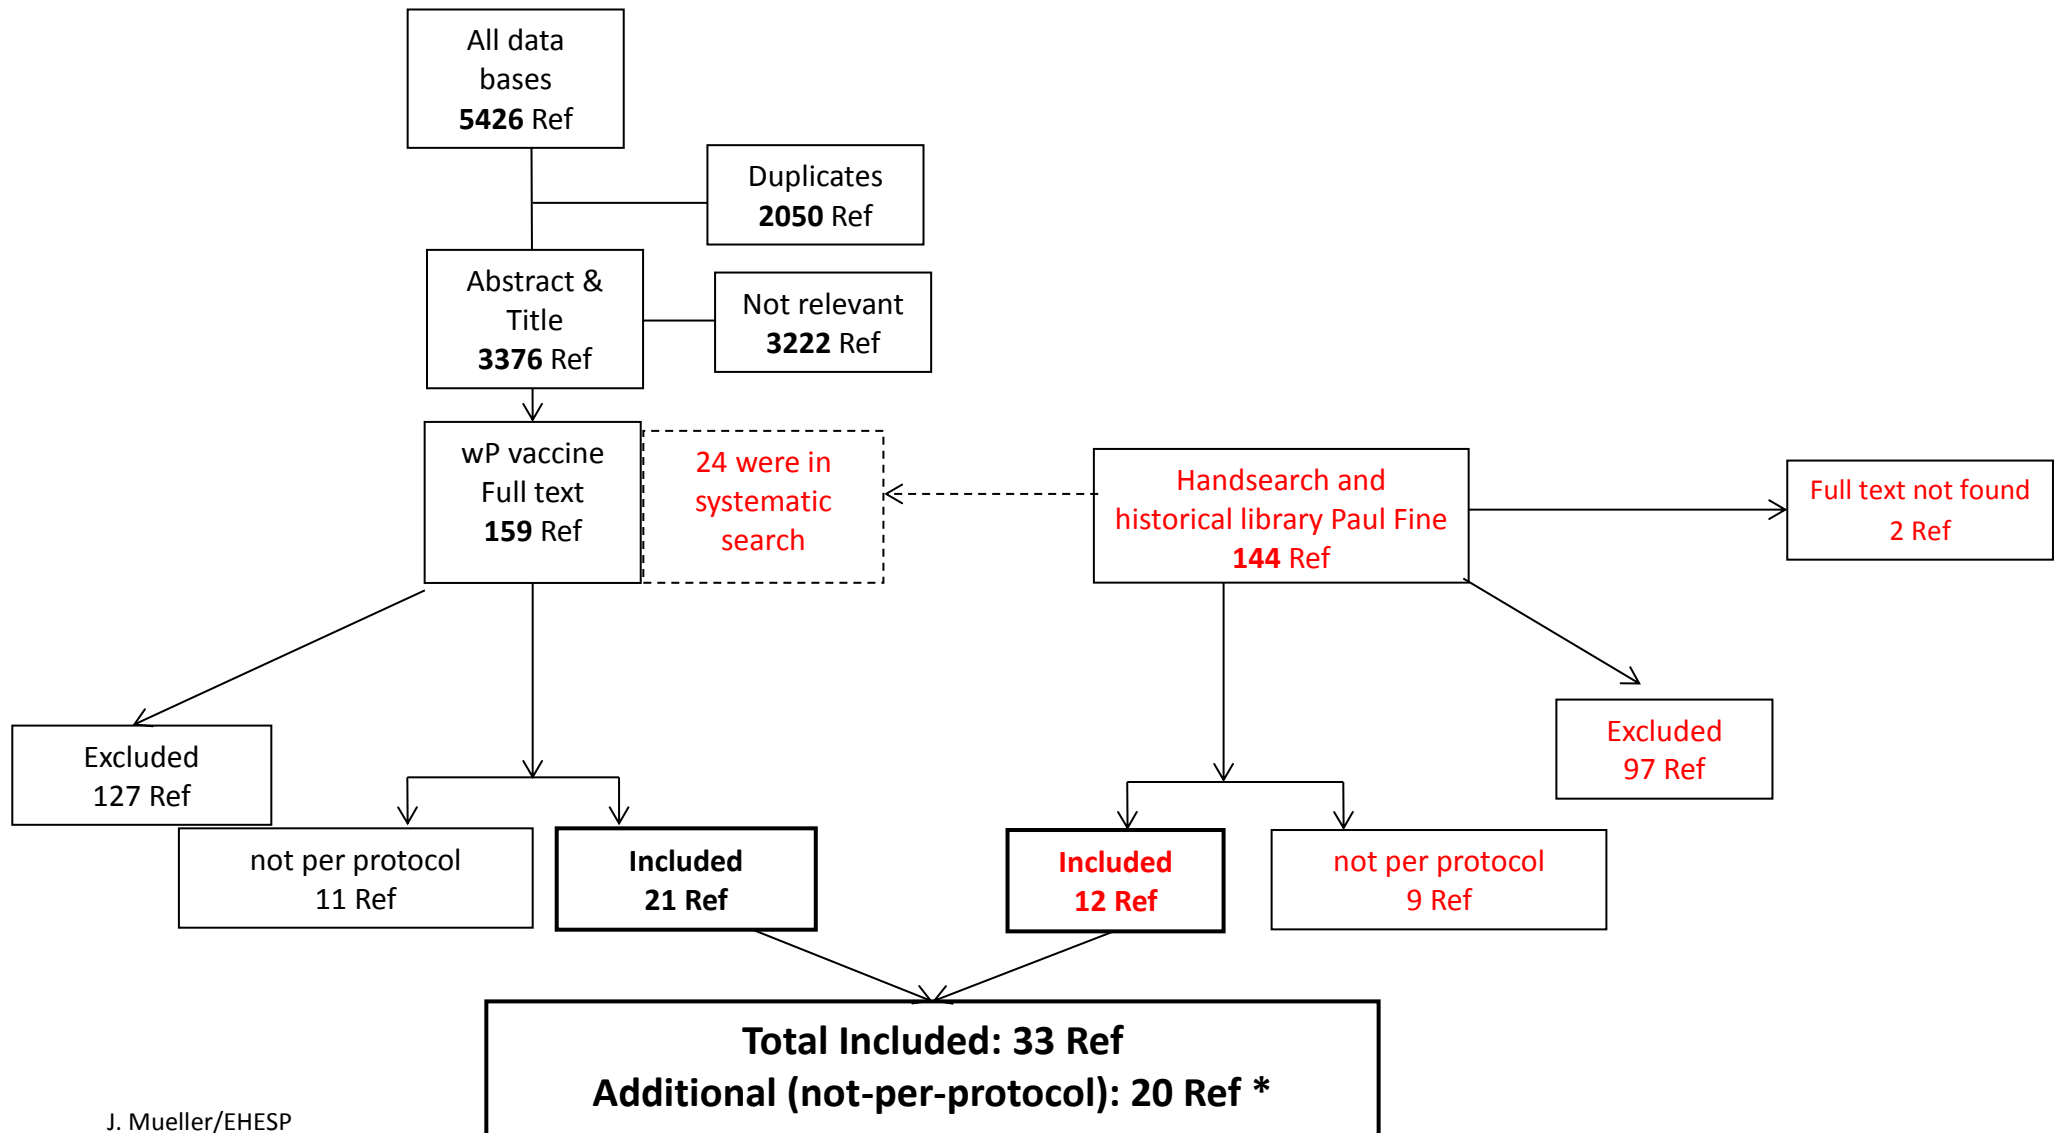 All data
bases
5426 Ref
Duplicates
2050 Ref
Abstract &
Title
3376 Ref
Not relevant
3222 Ref
wP vaccine
Full text
159 Ref
24 were in
systematic
search
Handsearch and
historical library Paul Fine
144 Ref
Full text not found
2 Ref
Excluded
127 Ref
Excluded
97 Ref
not per protocol
11 Ref
Included
21 Ref
Included
12 Ref
not per protocol
9 Ref
Total Included: 33 Ref
Additional (not-per-protocol): 20 Ref *
J. Mueller/EHESP